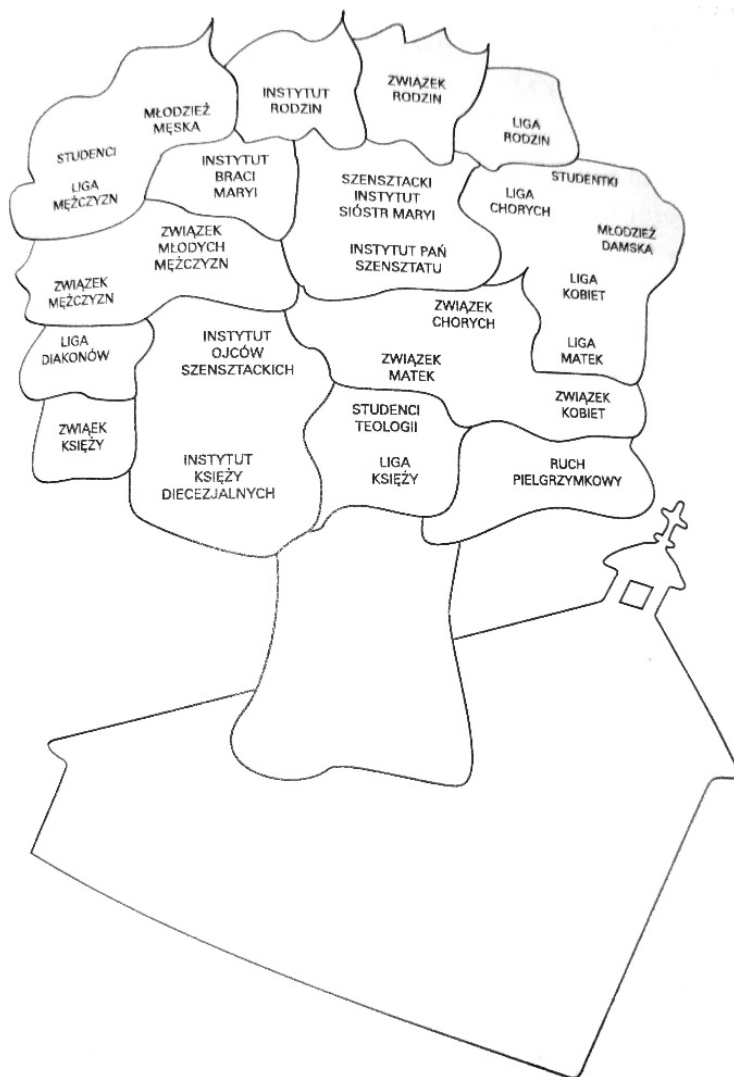 MŁODZIEŻ
MĘSKA
STUDENCI
LIGA
MĘŻCZYZN
INSTYTUT
RODZIN
ZWIĄZEK
RODZIN
LIGA
RODZIN
INSTYTUT
BRACI
MARYI
SZENSZTACKI
INSTYTUT
SIÓSTR MARYI
INSTYTUT PAŃ
SZENSZTATU
STUDENTKI
LIGA
CHORYCH
MŁODZIEŻ
DAMSKA
LIGA
KOBIET
LIGA
MATEK
ZWIĄZEK
MŁODYCH
MĘŻCZYZN
ZWIĄZEK
MĘŻCZYZN
ZWIĄZEK
CHORYCH
ZWIĄZEK
MATEK
ZWIĄZEK
KOBIET
LIGA
DIAKONÓW
INSTYTUT
OJCÓW
SZENSZTACKICH
INSTYTUT
KSIĘŻY
DIECEZJALNYCH
ZWIĄEK
KSIĘŻY
STUDENCI
TEOLOGII
LIGA
KSIĘŻY
RUCH
PIELGRZYMKOWY